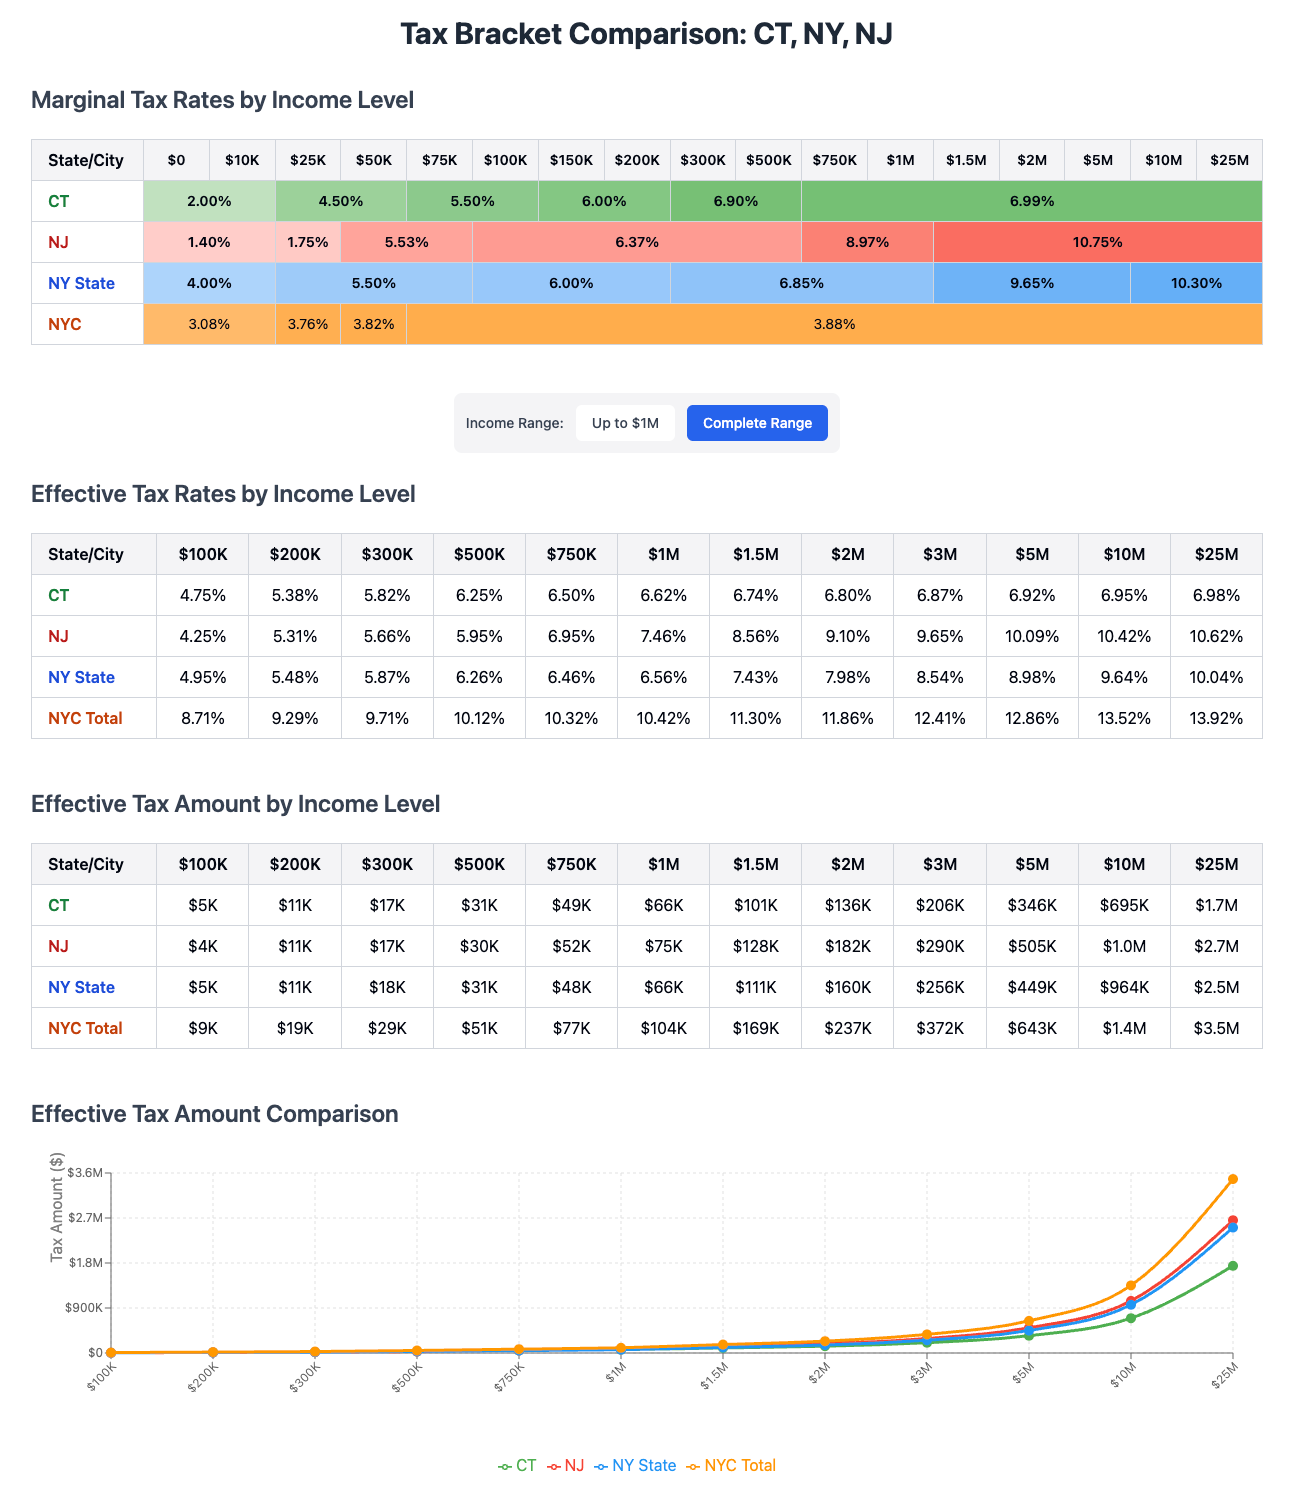 Tax Bracket Comparison: CT, NY, NJ
Marginal Tax Rates by Income Level
State/City $0 $10K $25K $50K $75K $100K $150K $200K $300K $500K $750K $1M $1.5M $2M $5M $10M $25M
CT 2.00% 4.50% 5.50% 6.00% 6.90% 6.99%
NJ 1.40% 1.75% 5.53% 6.37% 8.97% 10.75%
NY State 4.00% 5.50% 6.00% 6.85% 9.65% 10.30%
NYC 3.08% 3.76% 3.82% 3.88%
Income Range: Up to $1M Complete Range
Effective Tax Rates by Income Level
State/City $100K $200K $300K $500K $750K $1M $1.5M $2M $3M $5M $10M $25M
CT 4.75% 5.38% 5.82% 6.25% 6.50% 6.62% 6.74% 6.80% 6.87% 6.92% 6.95% 6.98%
NJ 4.25% 5.31% 5.66% 5.95% 6.95% 7.46% 8.56% 9.10% 9.65% 10.09% 10.42% 10.62%
NY State 4.95% 5.48% 5.87% 6.26% 6.46% 6.56% 7.43% 7.98% 8.54% 8.98% 9.64% 10.04%
NYC Total 8.71% 9.29% 9.71% 10.12% 10.32% 10.42% 11.30% 11.86% 12.41% 12.86% 13.52% 13.92%
Effective Tax Amount by Income Level
State/City $100K $200K $300K $500K $750K $1M $1.5M $2M $3M $5M $10M $25M
CT $5K $11K $17K $31K $49K $66K $101K $136K $206K $346K $695K $1.7M
NJ $4K $11K $17K $30K $52K $75K $128K $182K $290K $505K $1.0M $2.7M
NY State $5K $11K $18K $31K $48K $66K $111K $160K $256K $449K $964K $2.5M
NYC Total $9K $19K $29K $51K $77K $104K $169K $237K $372K $643K $1.4M $3.5M
Effective Tax Amount Comparison
Tax Amount ($)
$3.6M
$2.7M
$1.8M
$900K
$0
$100K $200K $300K $500K $750K $1M $1.5M $2M $3M $5M $10M $25M
CT NJ NY State NYC Total